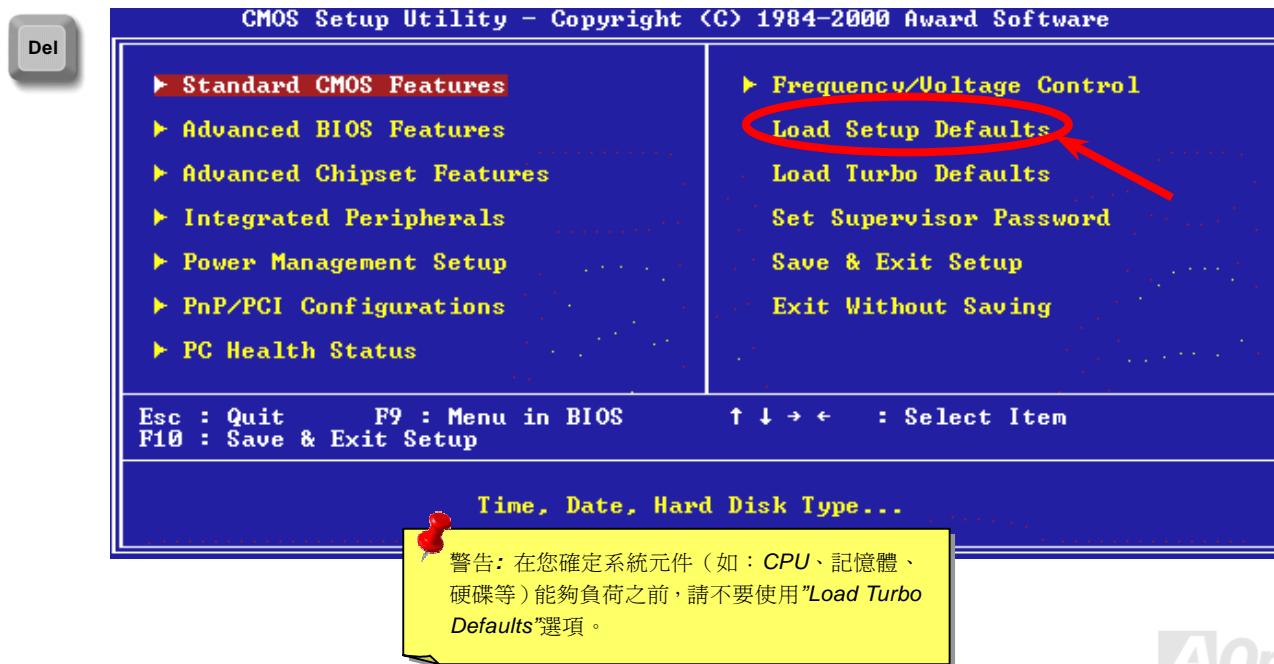 CMOS Setup Utility - Copyright (C) 1984-2000 Award Software
Del
▶ Standard CMOS Features
▶ Advanced BIOS Features
▶ Advanced Chipset Features
▶ Integrated Peripherals
▶ Power Management Setup
▶ PnP/PCI Configurations
▶ PC Health Status
▶ Frequency/Voltage Control
Load Setup Defaults
Load Turbo Defaults
Set Supervisor Password
Save & Exit Setup
Exit Without Saving
Esc : Quit F9 : Menu in BIOS ↑ ↓ → ← : Select Item
F10 : Save & Exit Setup
Time, Date, Hard Disk Type...
警告: 在您確定系統元件（如：CPU、記憶體、
硬碟等）能夠負荷之前，請不要使用"Load Turbo
Defaults"選項。